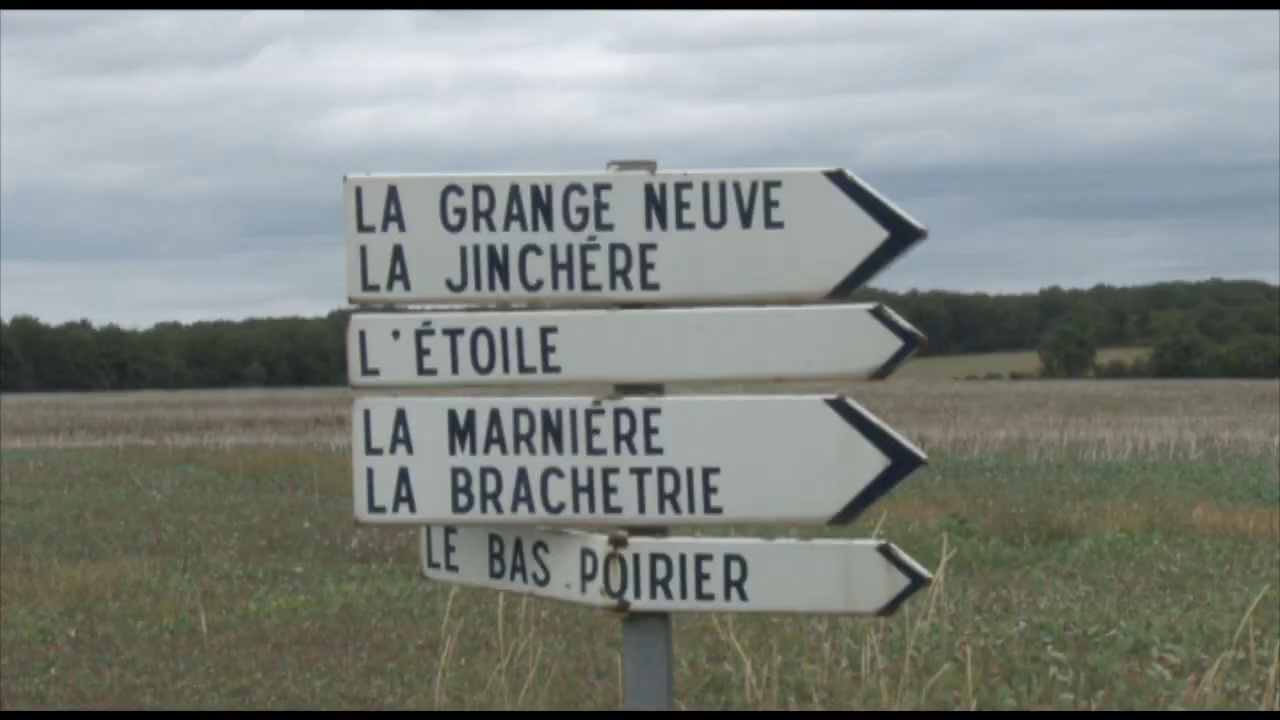 LA GRANGE NEUVE
LA JINCHÉRE
L'ÉTOILE
LA MARNIÉRE
LA BRACHETRIE
LE BAS POIRIER